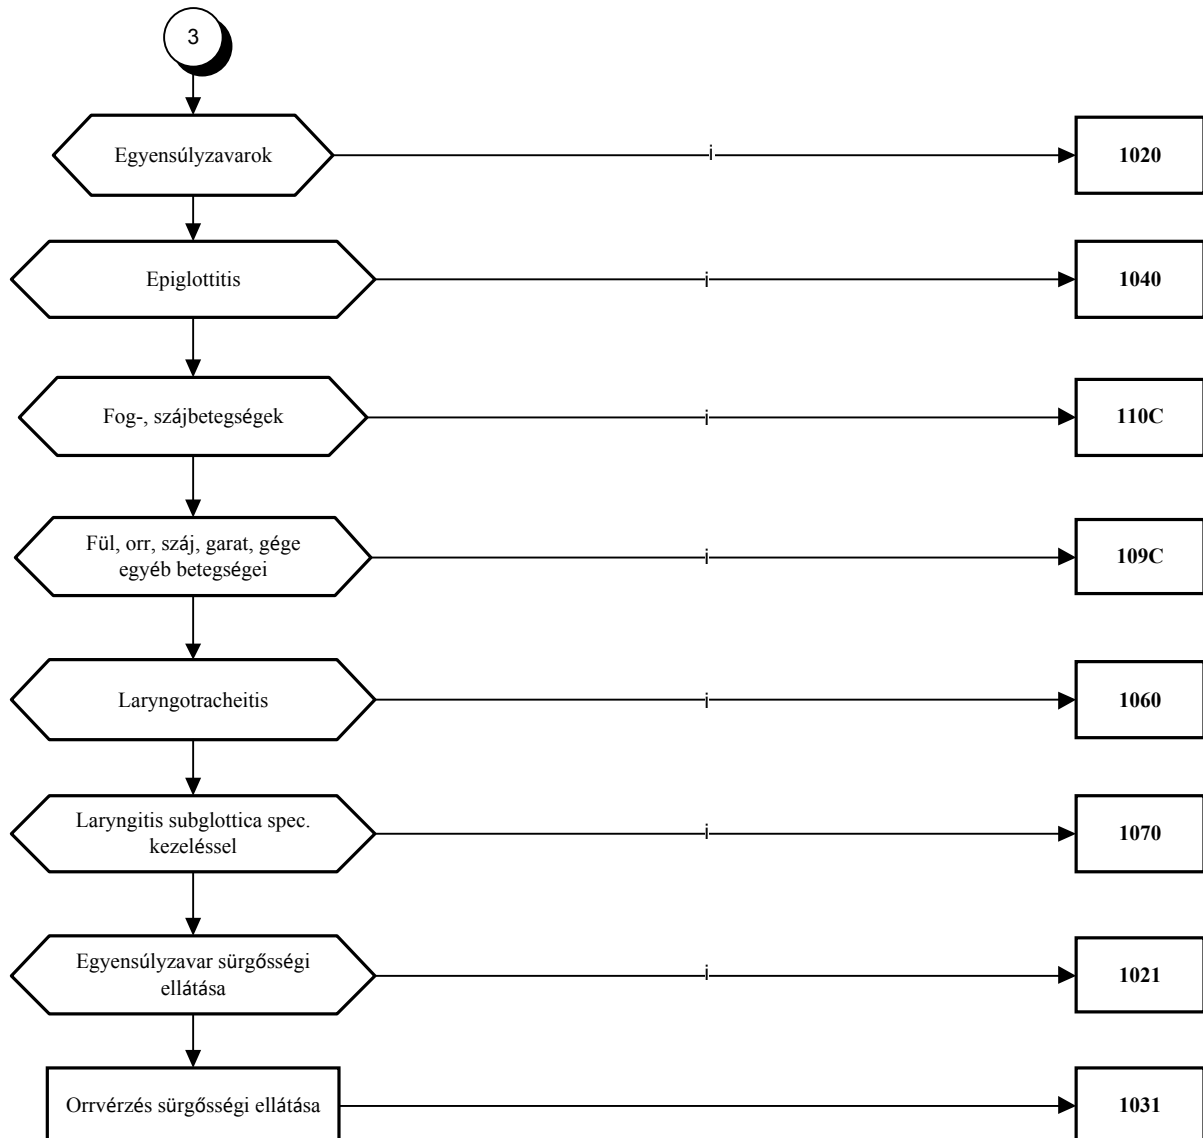 3
Egyensúlyzavarok
i
1020
Epiglottitis
i
1040
Fog-, szájbetegségek
i
110C
Fül, orr, száj, garat, gége
egyéb betegségei
i
109C
Laryngotracheitis
i
1060
Laryngitis subglottica spec.
kezeléssel
i
1070
Egyensúlyzavar sürgősségi
ellátása
i
1021
Orrvérzés sürgősségi ellátása
1031